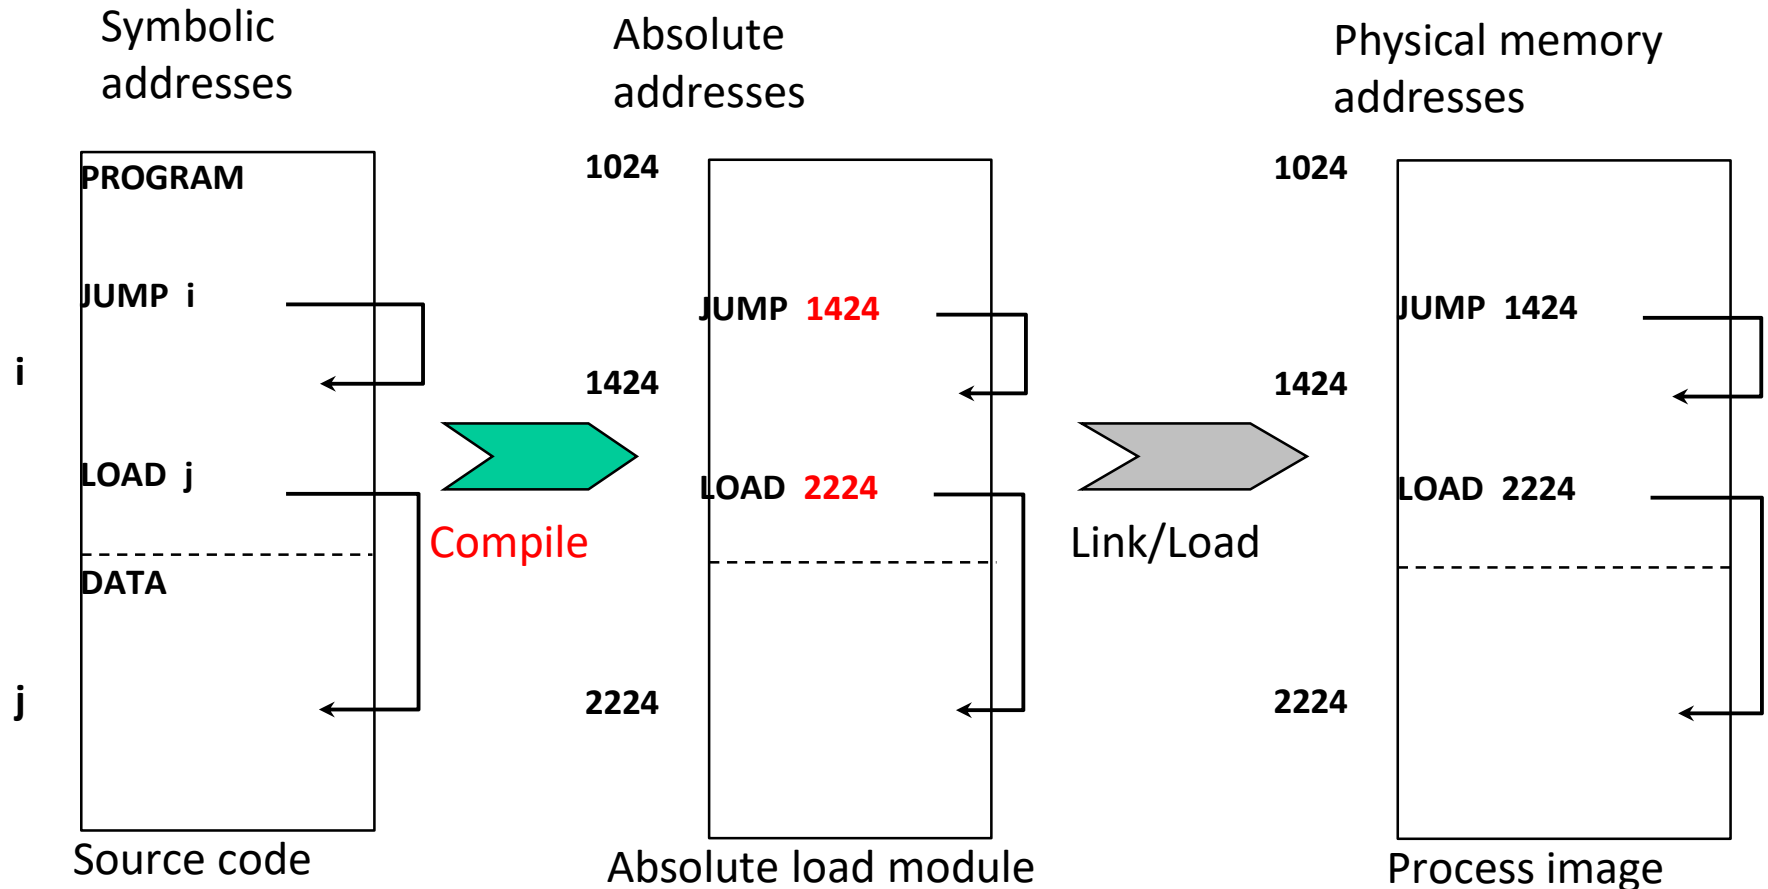 Symbolic
addresses
Absolute
addresses
Physical memory
addresses
PROGRAM
JUMP i
i
LOAD j
DATA
j
Source code
Compile
1024
JUMP 1424
1424
LOAD 2224
2224
Absolute load module
Link/Load
1024
JUMP 1424
1424
LOAD 2224
2224
Process image